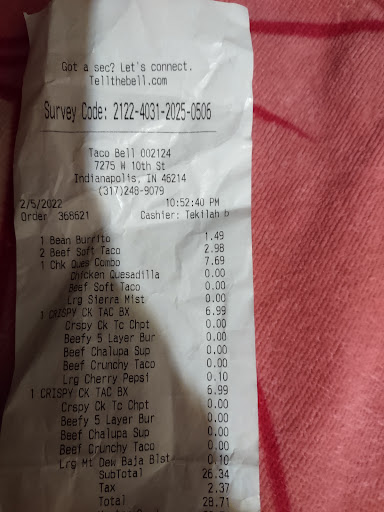 Got a sec? Let's connect.
Tellthebell.com
Survey Code: 2122-4031-2025-0506
Taco Bell 002124
7275 W 10th St
Indianapolis, IN 46214
(317)248-9079
2/5/2022 10:52:40 PM
Order 368621 Cashier: Tekilah b
1 Bean Burrito 1.49
2 Beef Soft Taco 2.98
1 Chk Ques Combo 7.69
Chicken Quesadilla 0.00
Beef Soft Taco 0.00
Lrg Sierra Mist 0.00
1 CRISPY CK TAC BX 6.99
Crspy Ck Tc Chpt 0.00
Beefy 5 Layer Bur 0.00
Beef Chalupa Sup 0.00
Beef Crunchy Taco 0.00
Lrg Cherry Pepsi 0.10
1 CRISPY CK TAC BX 6.99
Crspy Ck Tc Chpt 0.00
Beefy 5 Layer Bur 0.00
Beef Chalupa Sup 0.00
Beef Crunchy Taco 0.00
Lrg Mt Dew Baja Blst 0.10
SubTotal 26.34
Tax 2.37
Total 28.71